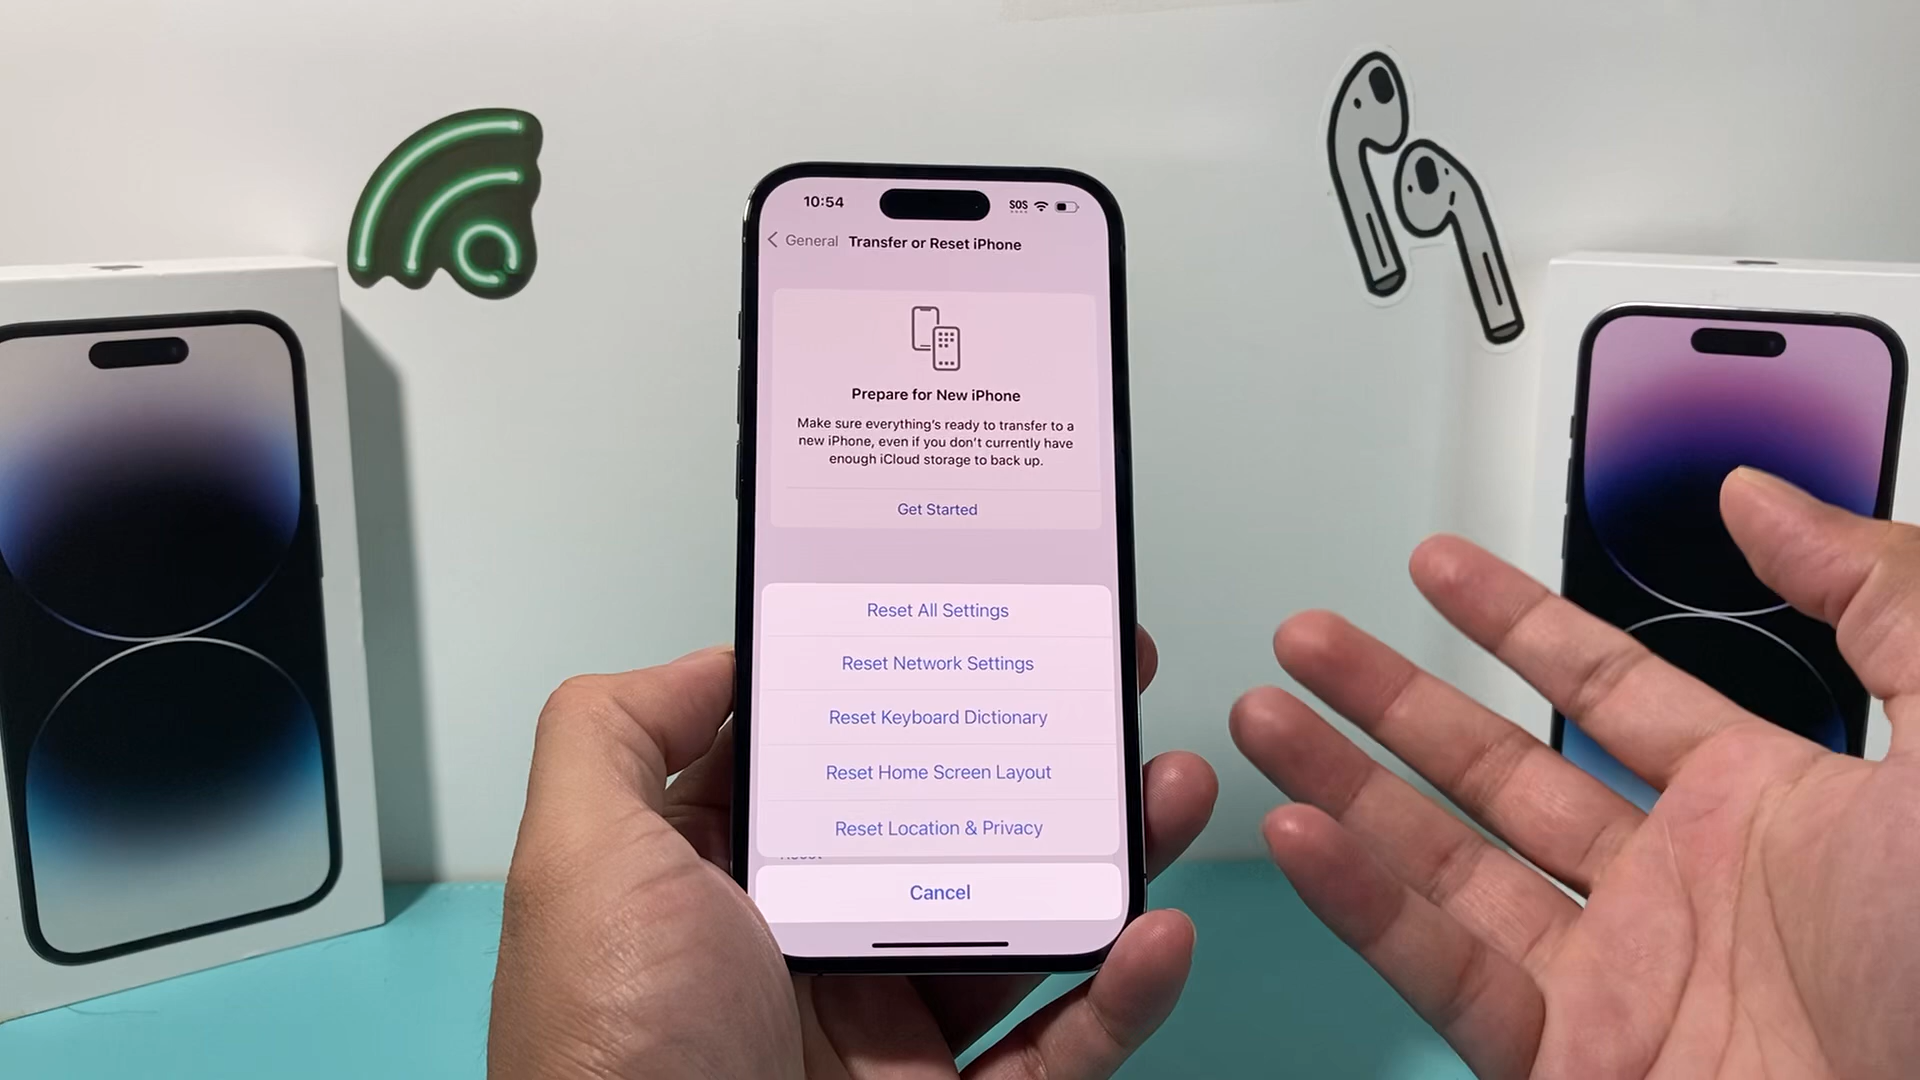 10:54
SOS
General
Transfer or Reset iPhone
Prepare for New iPhone
Make sure everything's ready to transfer to a
new iPhone, even if you don't currently have
enough iCloud storage to back up.
Get Started
Reset All Settings
Reset Network Settings
Reset Keyboard Dictionary
Reset Home Screen Layout
Reset Location & Privacy
Cancel